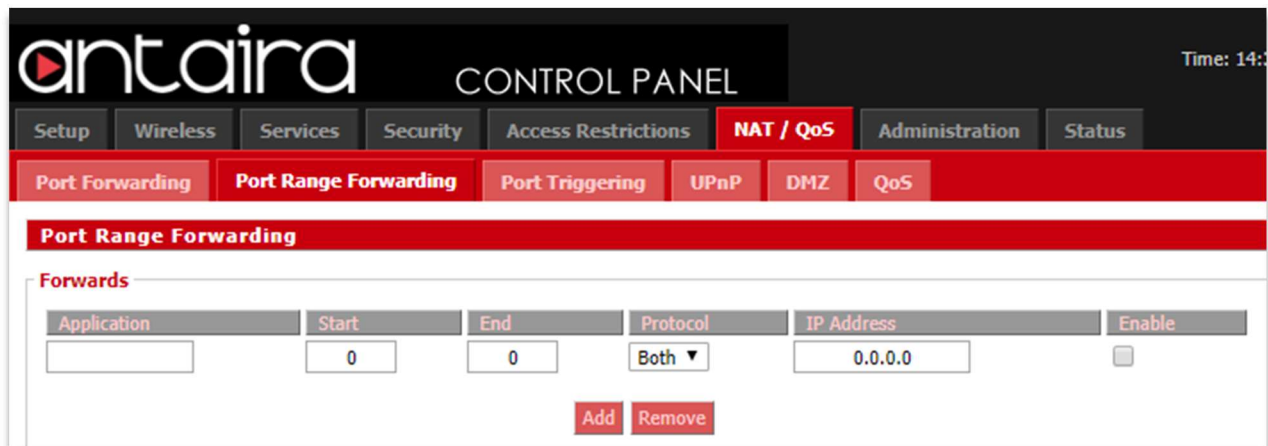 antaira CONTROL PANEL
Time: 14:
Setup Wireless Services Security Access Restrictions NAT / QoS Administration Status
Port Forwarding Port Range Forwarding Port Triggering UPnP DMZ QoS
Port Range Forwarding
Forwards
Application Start End Protocol IP Address Enable
0 0 Both 0.0.0.0
Add Remove